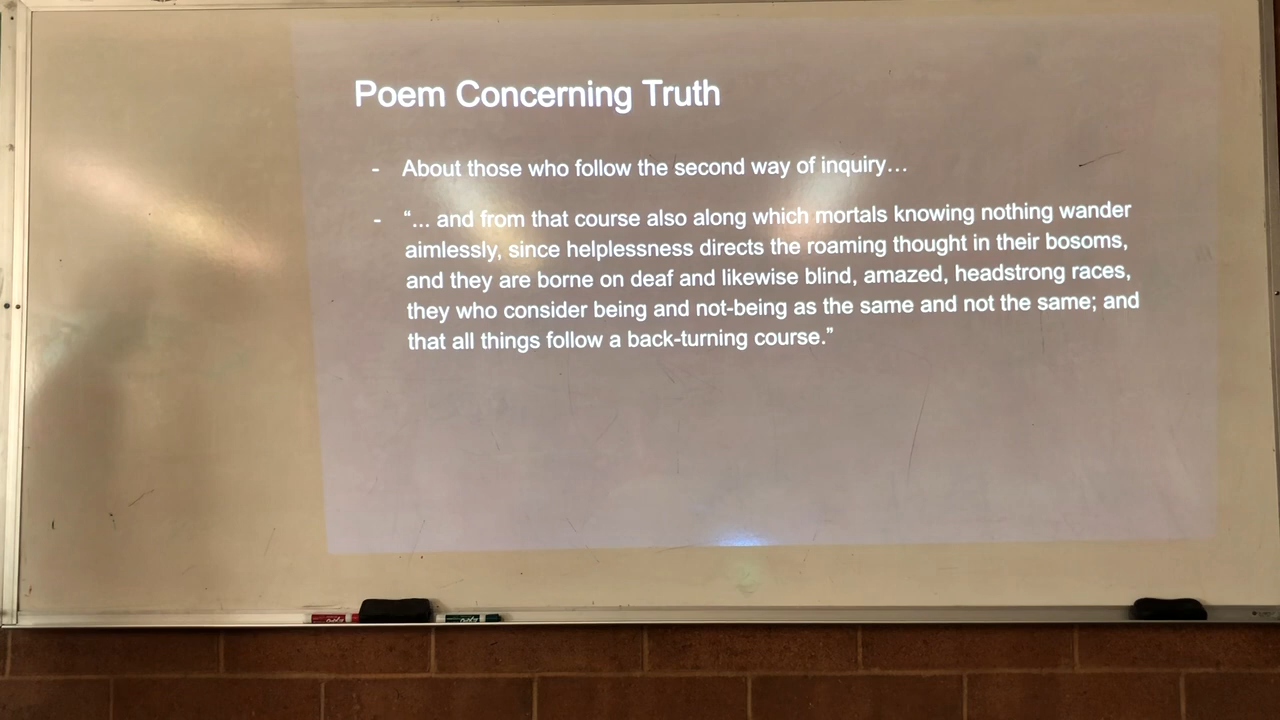 Poem Concerning Truth
- About those who follow the second way of inquiry...
- “... and from that course also along which mortals knowing nothing wander
aimlessly, since helplessness directs the roaming thought in their bosoms,
and they are borne on deaf and likewise blind, amazed, headstrong races,
they who consider being and not-being as the same and not the same; and
that all things follow a back-turning course.”
EXPO
EXPO